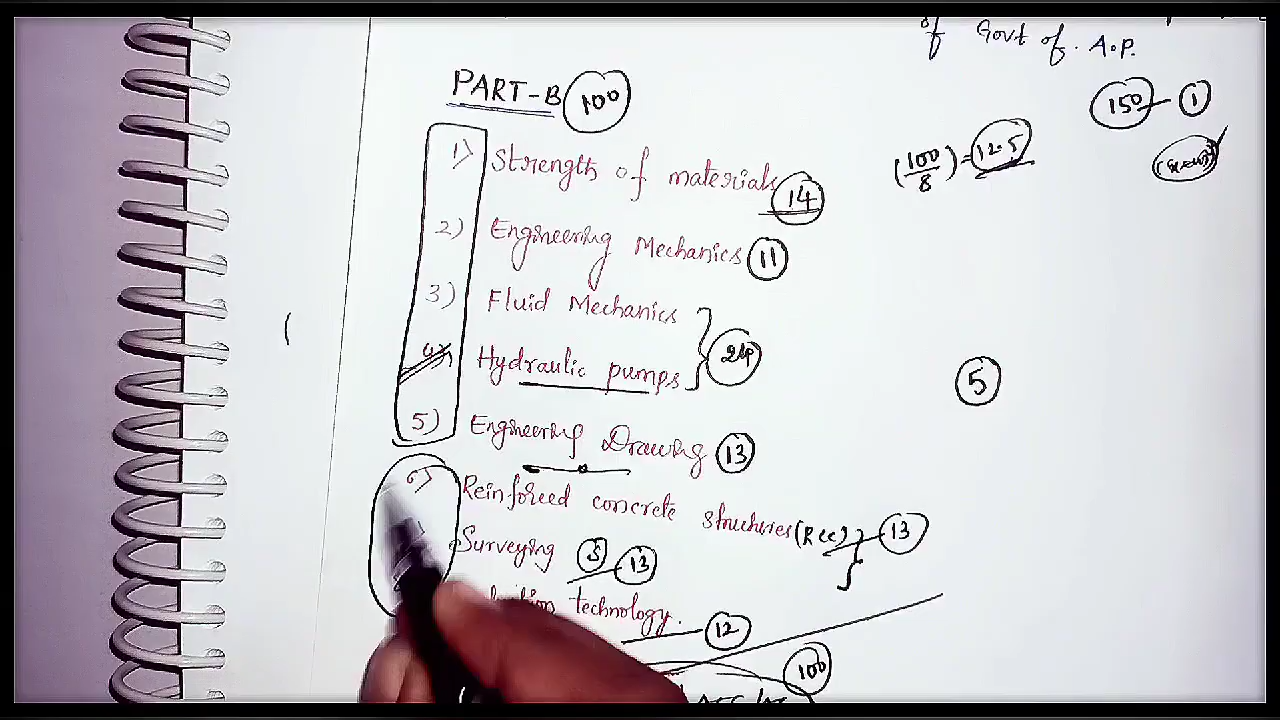 of Govt of. A.P.
PART-B 100
150 - 1
1) Strength of materials 14
(100/8) = 12.5
2) Engineering Mechanics 11
3) Fluid Mechanics
4) Hydraulic pumps } 24
5
5) Engineering Drawing 13
6) Reinforced concrete structures (Rcc) 13
Surveying 5 13
technology. 12
100